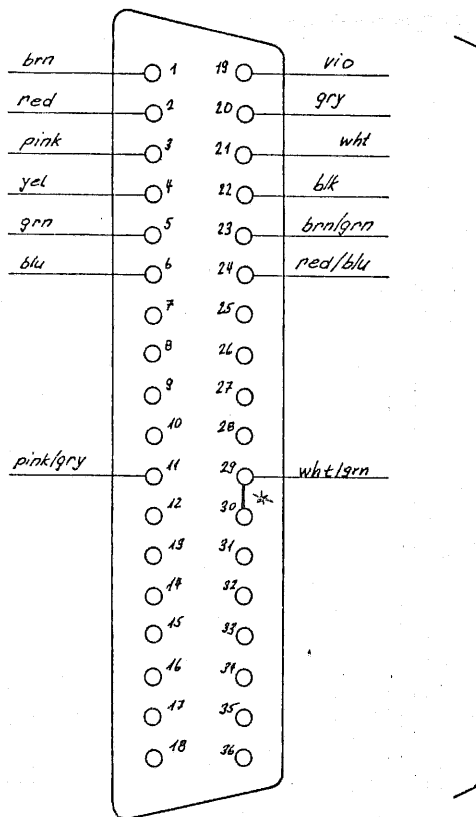 brn 1 19 vio
red 2 20 gry
pink 3 21 wht
yel 4 22 blk
grn 5 23 brn/grn
blu 6 24 red/blu
7 25
8 26
9 27
10 28
pink/gry 11 29 wht/grn
12 30 *
13 31
14 32
15 33
16 34
17 35
18 36